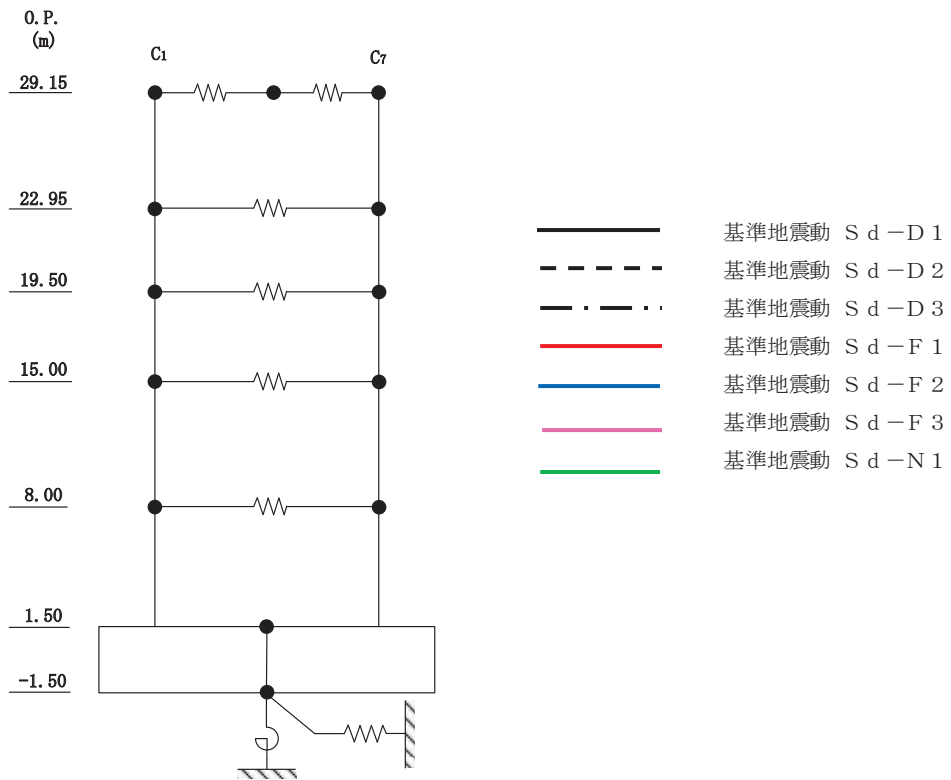 O.P.
(m)
C1
C7
29.15
22.95
19.50
15.00
8.00
1.50
-1.50
基準地震動 Sd－D1
基準地震動 Sd－D2
基準地震動 Sd－D3
基準地震動 Sd－F1
基準地震動 Sd－F2
基準地震動 Sd－F3
基準地震動 Sd－N1